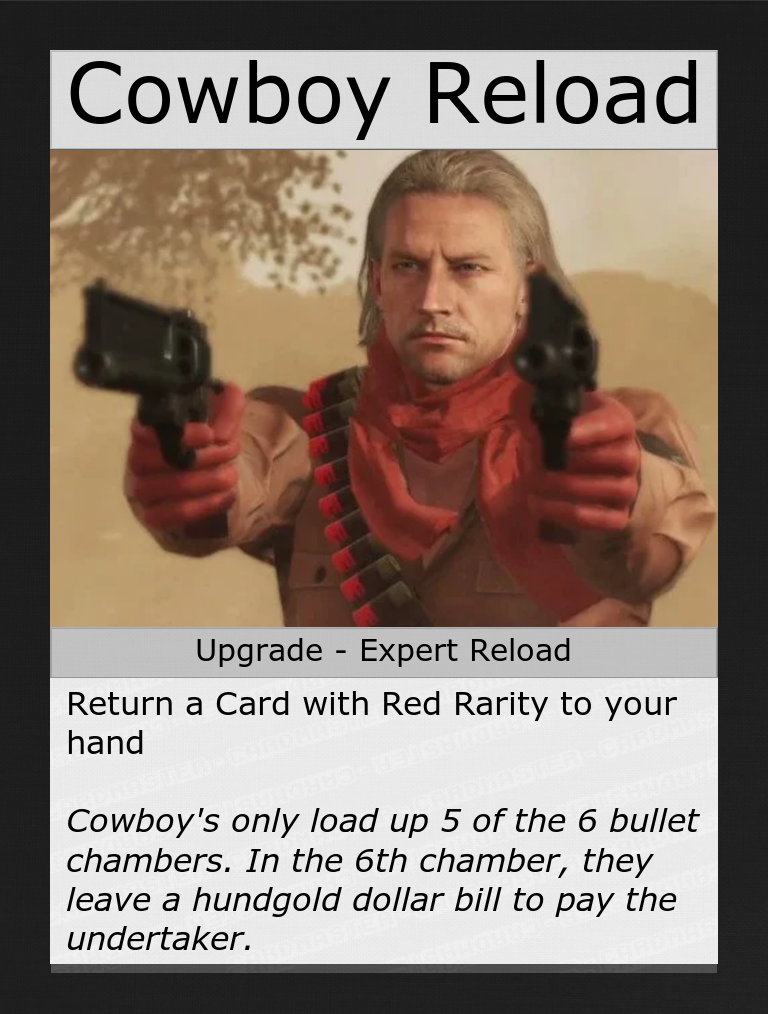 Cowboy Reload
Upgrade - Expert Reload
Return a Card with Red Rarity to your
hand
Cowboy's only load up 5 of the 6 bullet
chambers. In the 6th chamber, they
leave a hundgold dollar bill to pay the
undertaker.